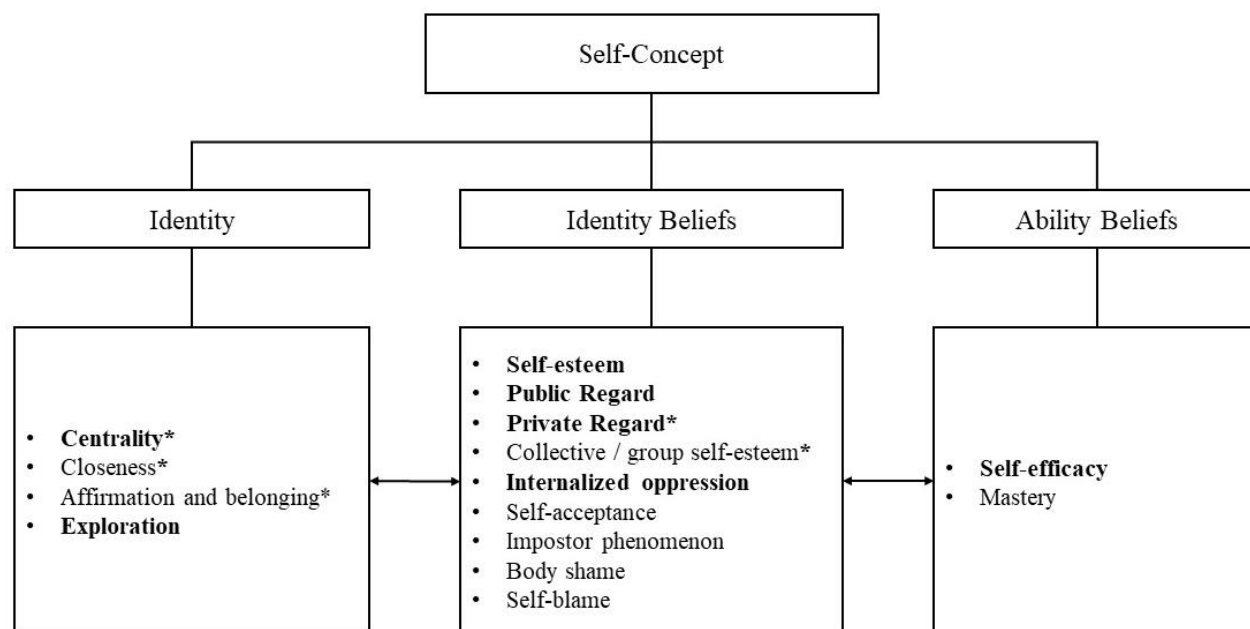 Self-Concept
Identity
Identity Beliefs
Ability Beliefs
• Centrality*
• Closeness*
• Affirmation and belonging*
• Exploration
• Self-esteem
• Public Regard
• Private Regard*
• Collective / group self-esteem*
• Internalized oppression
• Self-acceptance
• Impostor phenomenon
• Body shame
• Self-blame
• Self-efficacy
• Mastery